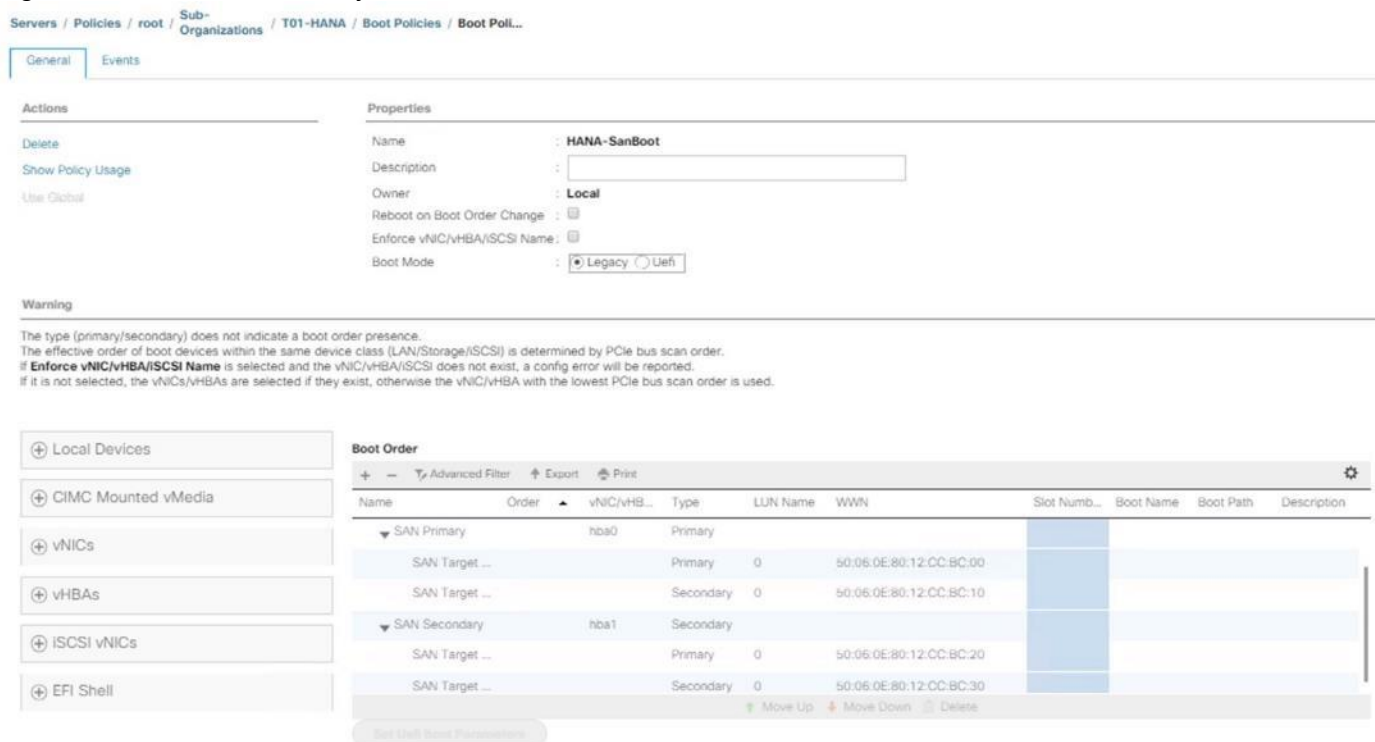 Servers / Policies / root / Sub-Organizations / T01-HANA / Boot Policies / Boot Poli...
General Events
Actions
Properties
Delete
Show Policy Usage
Use Global
Name : HANA-SanBoot
Description :
Owner : Local
Reboot on Boot Order Change :
Enforce vNIC/vHBA/iSCSI Name :
Boot Mode : Legacy Uefi
Warning
The type (primary/secondary) does not indicate a boot order presence.
The effective order of boot devices within the same device class (LAN/Storage/iSCSI) is determined by PCIe bus scan order.
If Enforce vNIC/vHBA/iSCSI Name is selected and the vNIC/vHBA/iSCSI does not exist, a config error will be reported.
If it is not selected, the vNICs/vHBAs are selected if they exist, otherwise the vNIC/vHBA with the lowest PCIe bus scan order is used.
Local Devices
CIMC Mounted vMedia
vNICs
vHBAs
iSCSI vNICs
EFI Shell
Boot Order
+ − Advanced Filter Export Print
Name Order vNIC/vHB... Type LUN Name WWN Slot Numb... Boot Name Boot Path Description
SAN Primary hba0 Primary
SAN Target ... Primary 0 50:06:0E:80:12:CC:BC:00
SAN Target ... Secondary 0 50:06:0E:80:12:CC:BC:10
SAN Secondary hba1 Secondary
SAN Target ... Primary 0 50:06:0E:80:12:CC:BC:20
SAN Target ... Secondary 0 50:06:0E:80:12:CC:BC:30
Move Up Move Down Delete
Set Uefi Boot Parameters